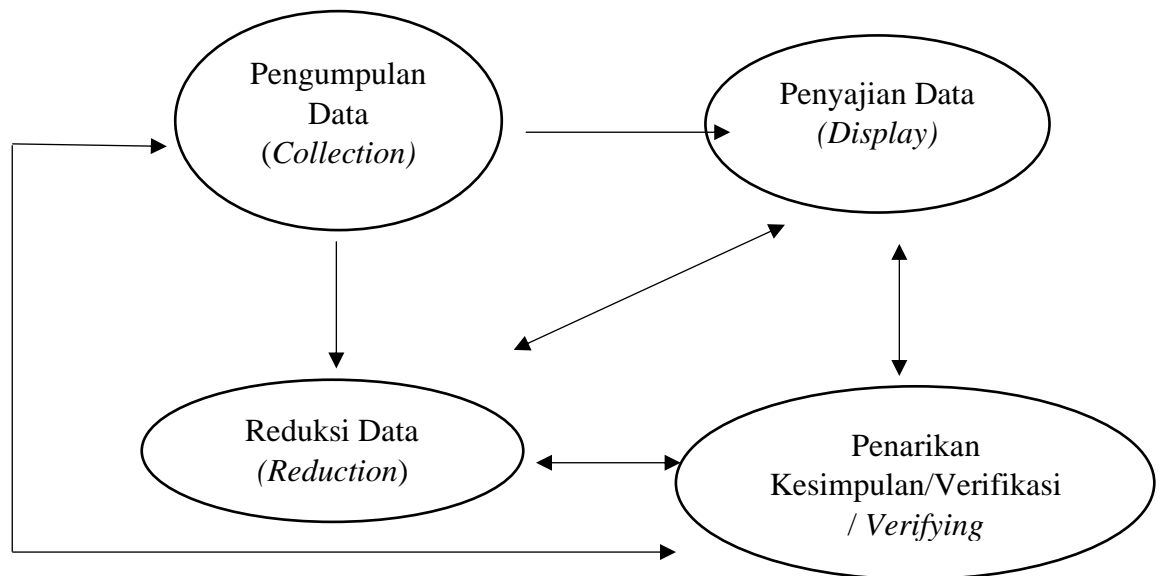 Pengumpulan
Data
(Collection)
Penyajian Data
(Display)
Reduksi Data
(Reduction)
Penarikan
Kesimpulan/Verifikasi
/ Verifying